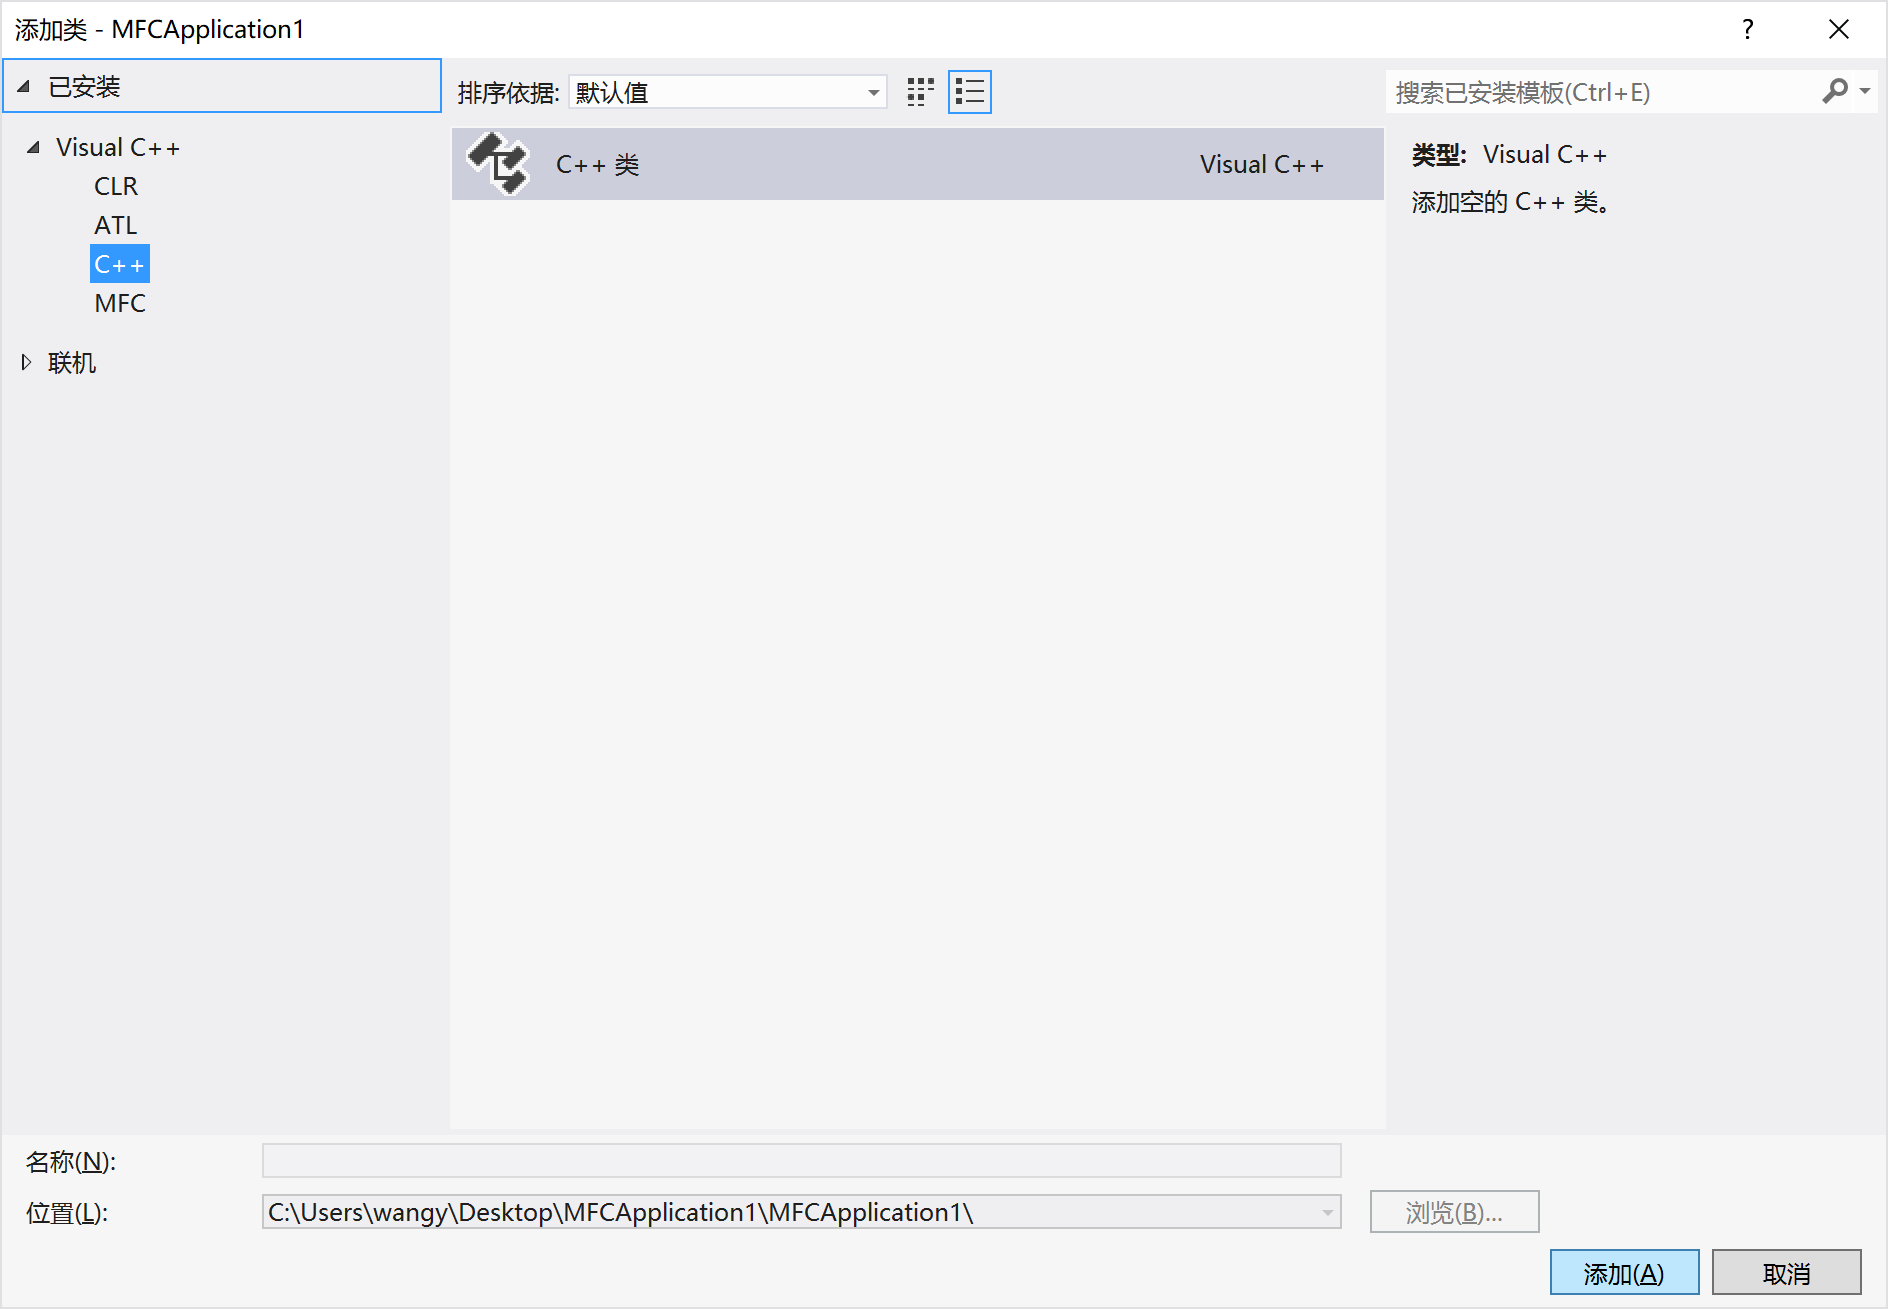 添加类 - MFCApplication1
?
已安装
Visual C++
CLR
ATL
C++
MFC
联机
排序依据: 默认值
C++ 类 Visual C++
搜索已安装模板(Ctrl+E)
类型: Visual C++
添加空的 C++ 类。
名称(N):
位置(L): C:\Users\wangy\Desktop\MFCApplication1\MFCApplication1\ 浏览(B)...
添加(A) 取消